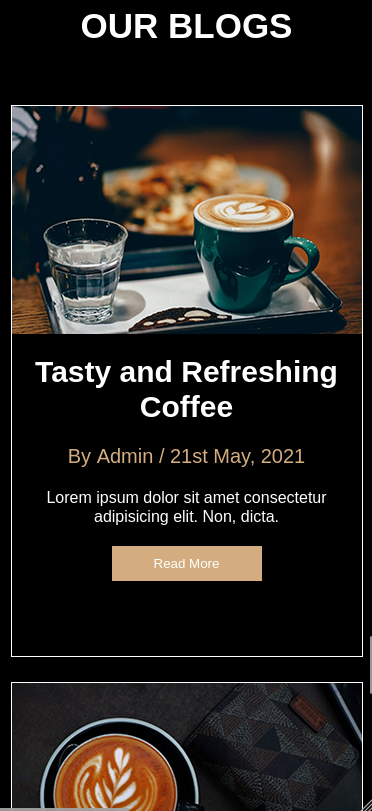 OUR BLOGS
Tasty and Refreshing
Coffee
By Admin / 21st May, 2021
Lorem ipsum dolor sit amet consectetur
adipisicing elit. Non, dicta.
Read More